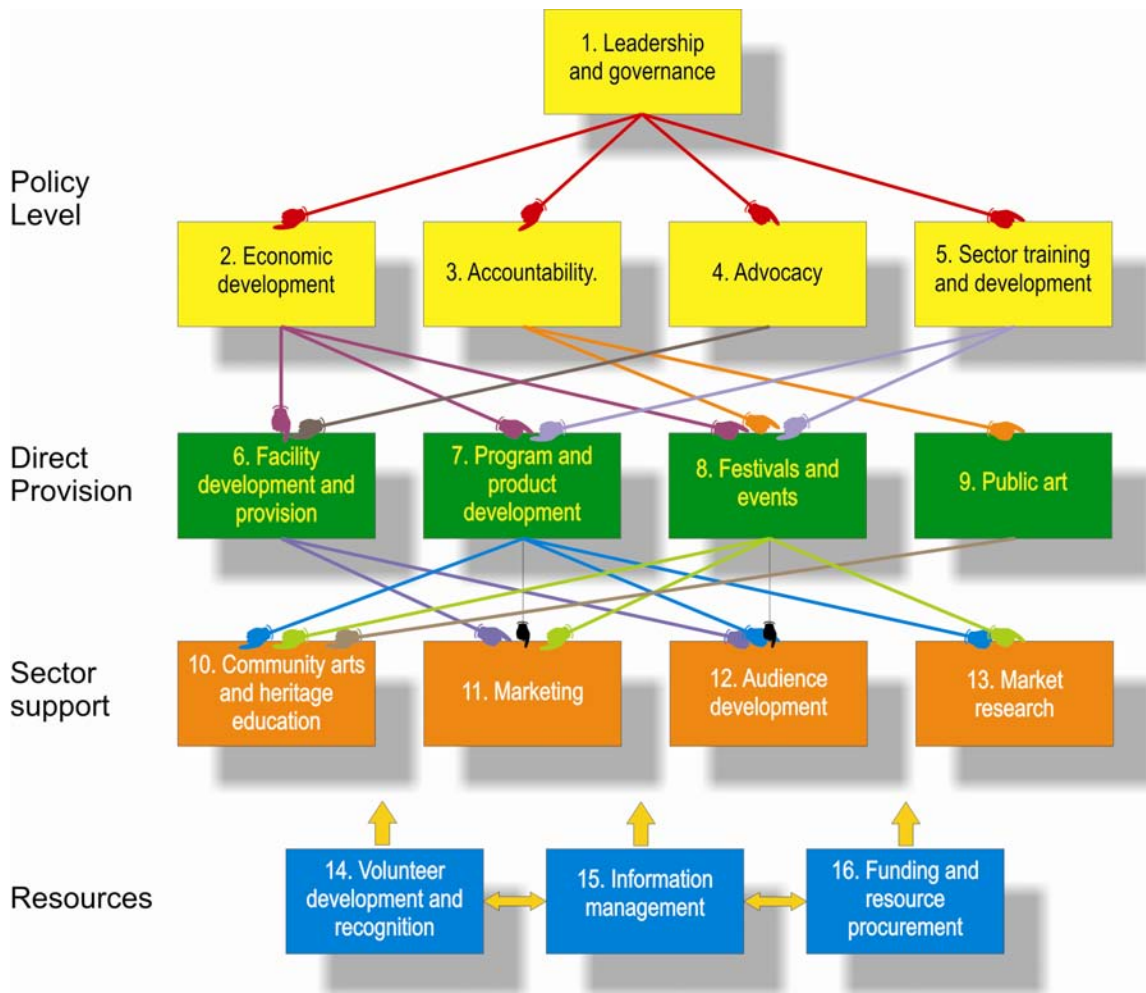 1. Leadership
and governance
Policy
Level
2. Economic
development
3. Accountability.
4. Advocacy
5. Sector training
and development
Direct
Provision
6. Facility
development and
provision
7. Program and
product
development
8. Festivals and
events
9. Public art
Sector
support
10. Community arts
and heritage
education
11. Marketing
12. Audience
development
13. Market
research
Resources
14. Volunteer
development and
recognition
15. Information
management
16. Funding and
resource
procurement